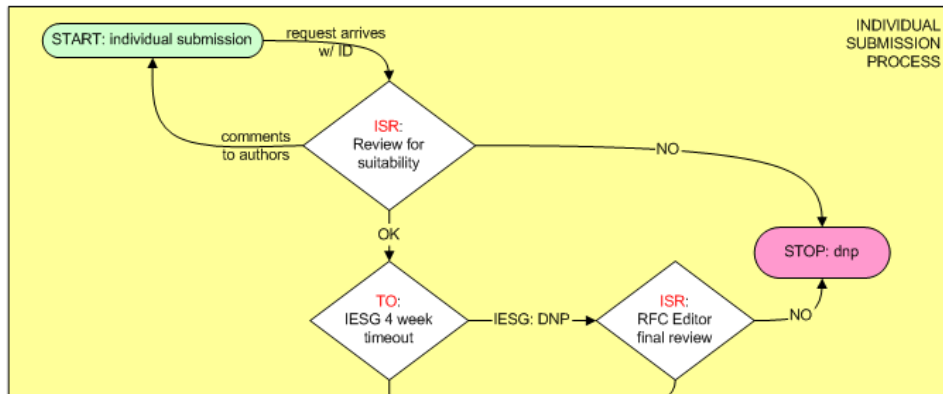 INDIVIDUAL
SUBMISSION
PROCESS
START: individual submission
request arrives
w/ ID
ISR:
Review for
suitability
comments
to authors
NO
OK
STOP: dnp
TO:
IESG 4 week
timeout
IESG: DNP
ISR:
RFC Editor
final review
NO